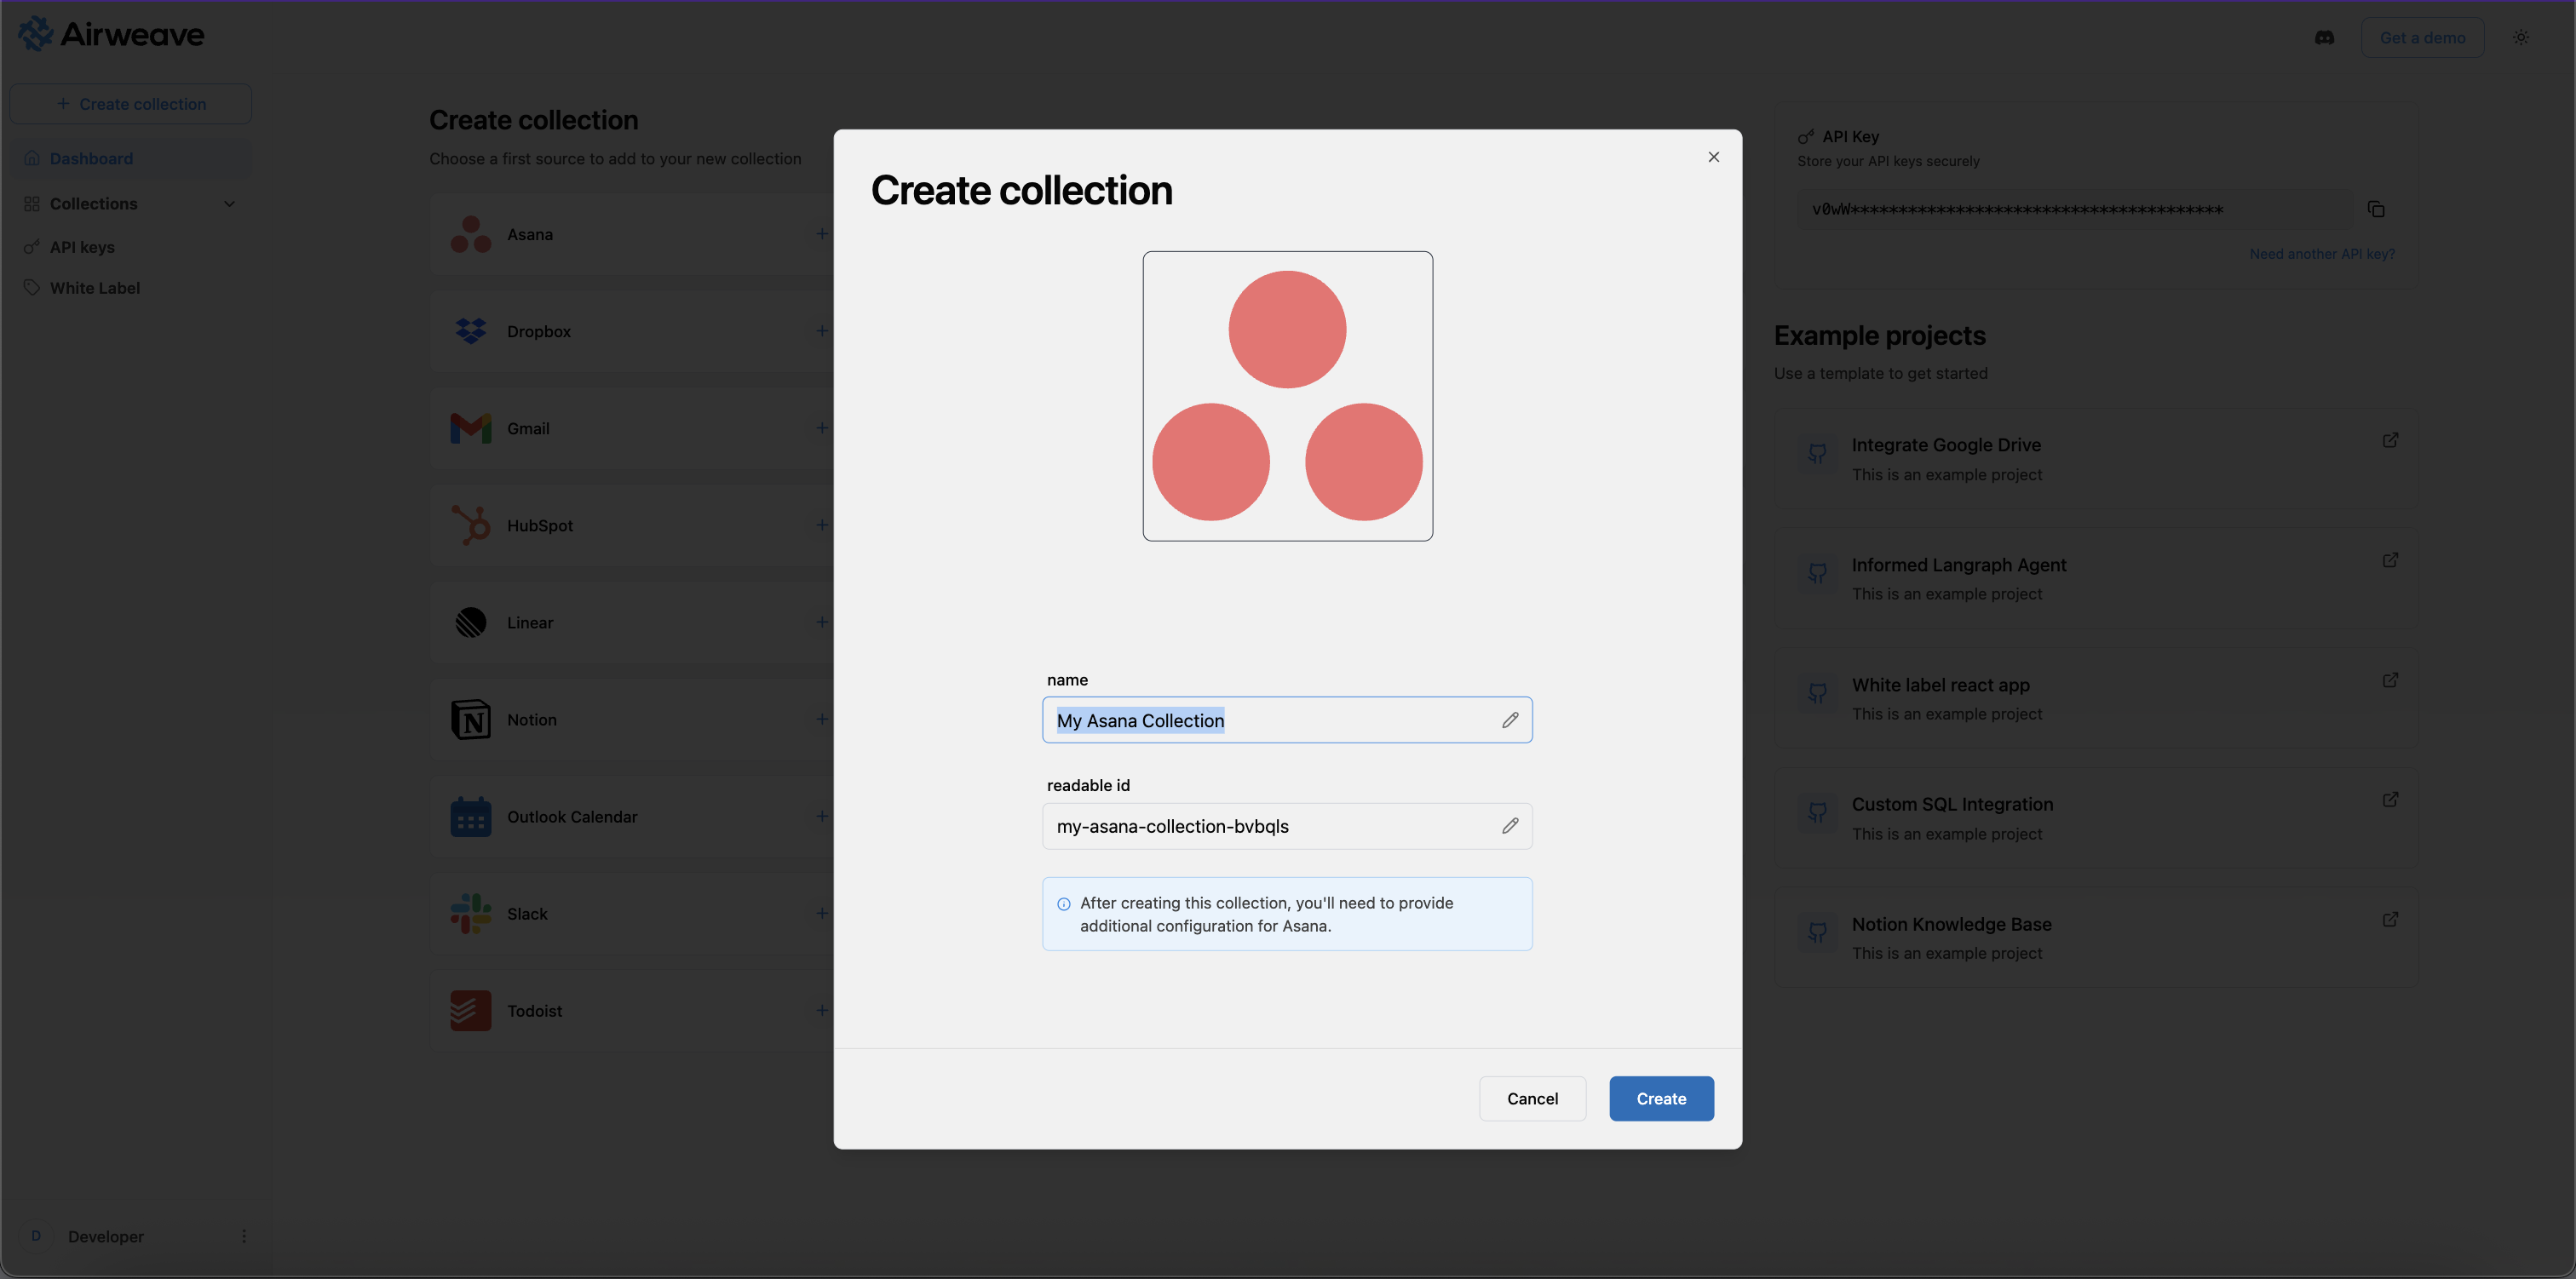 Airweave
Get a demo
+ Create collection
Dashboard
Collections
API keys
White Label
Create collection
Choose a first source to add to your new collection
Asana
Dropbox
Gmail
HubSpot
Linear
Notion
Outlook Calendar
Slack
Todoist
Create collection
name
My Asana Collection
readable id
my-asana-collection-bvbqls
After creating this collection, you'll need to provide
additional configuration for Asana.
Cancel
Create
API Key
Store your API keys securely
v0wW***************************************
Need another API key?
Example projects
Use a template to get started
Integrate Google Drive
This is an example project
Informed Langraph Agent
This is an example project
White label react app
This is an example project
Custom SQL Integration
This is an example project
Notion Knowledge Base
This is an example project
D
Developer